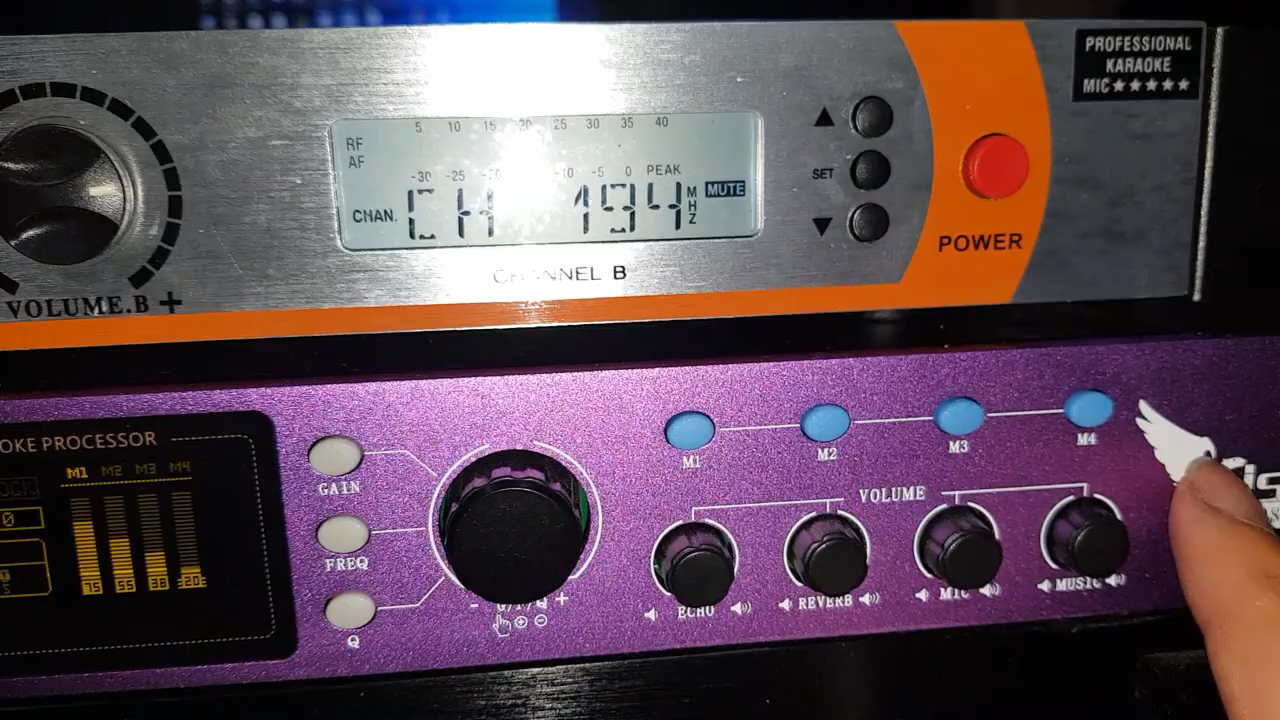 PROFESSIONAL
KARAOKE
MIC★★★★★
5 10 15 20 25 30 35 40
RF
AF
-30 -25 -10 -5 0 PEAK
CHAN. CH 194 MHZ MUTE
▲
SET
▼
POWER
CHANNEL B
VOLUME.B +
OKE PROCESSOR
M1 M2 M3 M4
75 55 38 20
GAIN
FREQ
Q
- G/F/Q +
M1 M2 M3 M4
VOLUME
ECHO REVERB MIC MUSIC